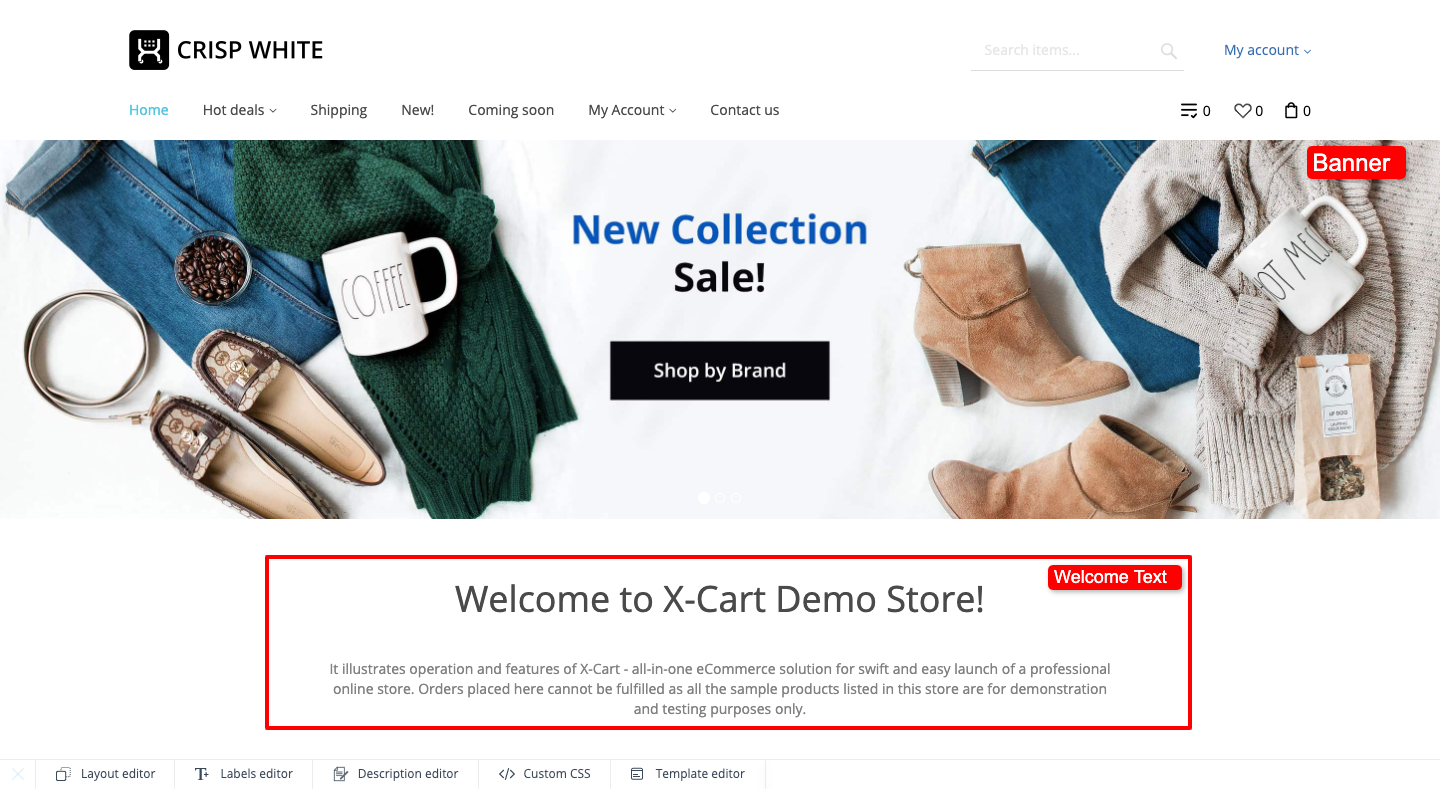 CRISP WHITE
Search items...
My account
Home Hot deals Shipping New! Coming soon My Account Contact us 0 0 0
Banner
New Collection
Sale!
COFFEE
Shop by Brand
Welcome Text
Welcome to X-Cart Demo Store!
It illustrates operation and features of X-Cart - all-in-one eCommerce solution for swift and easy launch of a professional
online store. Orders placed here cannot be fulfilled as all the sample products listed in this store are for demonstration
and testing purposes only.
Layout editor Labels editor Description editor Custom CSS Template editor